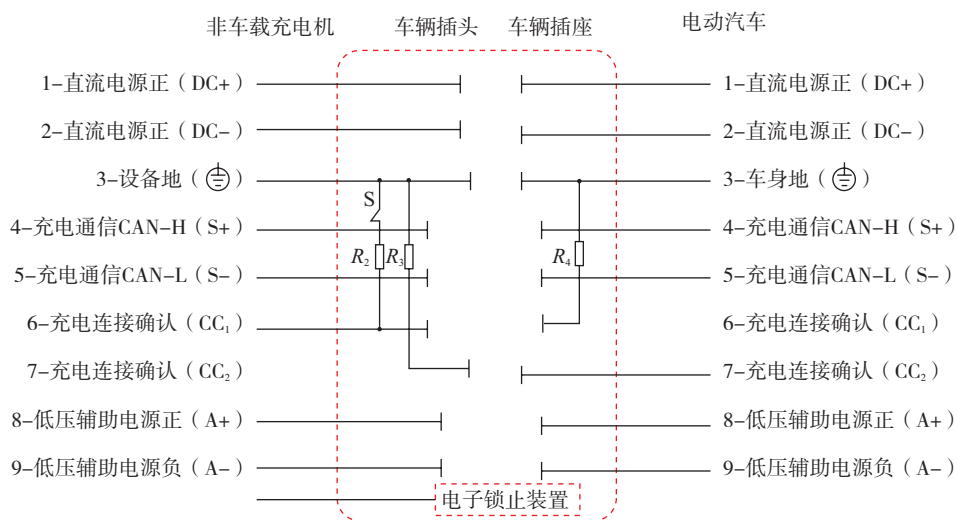 非车载充电机 车辆插头 车辆插座 电动汽车
1-直流电源正（DC+） 1-直流电源正（DC+）
2-直流电源正（DC-） 2-直流电源正（DC-）
3-设备地（⏚） 3-车身地（⏚）
S
4-充电通信CAN-H（S+） 4-充电通信CAN-H（S+）
R₂ R₃ R₄
5-充电通信CAN-L（S-） 5-充电通信CAN-L（S-）
6-充电连接确认（CC₁） 6-充电连接确认（CC₁）
7-充电连接确认（CC₂） 7-充电连接确认（CC₂）
8-低压辅助电源正（A+） 8-低压辅助电源正（A+）
9-低压辅助电源负（A-） 9-低压辅助电源负（A-）
电子锁止装置